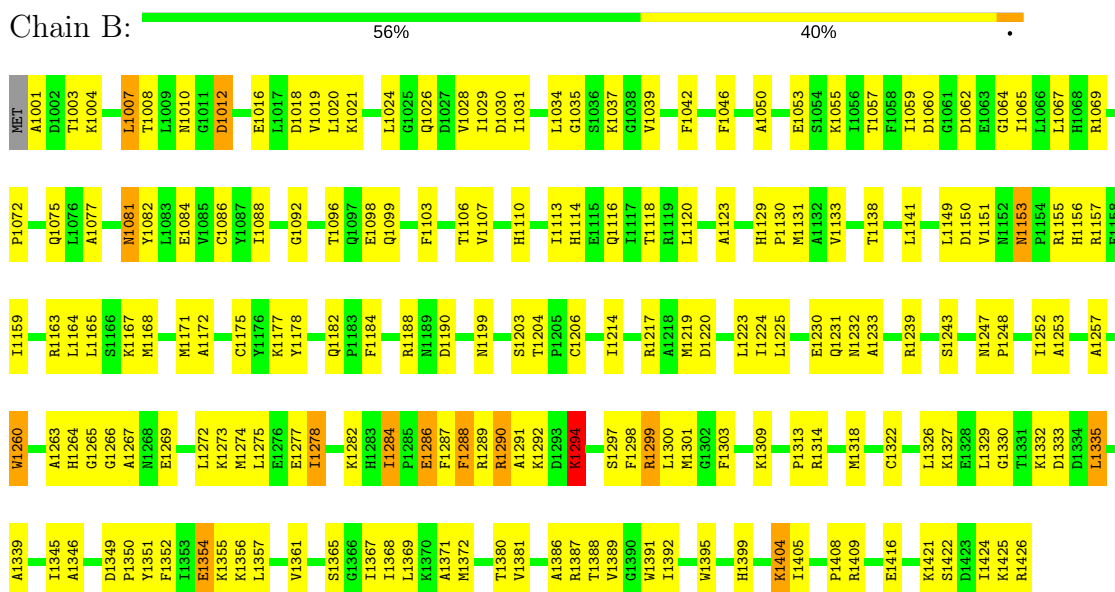 Chain B:
56% 40% •
MET A1001 D1002 T1003 K1004 L1007 T1008 L1009 N1010 G1011 D1012 E1016 L1017 D1018 V1019 L1020 K1021 L1024 G1025 Q1026 D1027 V1028 I1029 D1030 I1031 L1034 G1035 S1036 K1037 G1038 V1039 F1042 F1046 A1050 E1053 S1054 K1055 I1056 T1057 F1058 I1059 D1060 G1061 D1062 E1063 G1064 I1065 L1066 L1067 H1068 R1069
P1072 Q1075 L1076 A1077 N1081 Y1082 L1083 E1084 V1085 C1086 Y1087 I1088 G1092 T1096 Q1097 E1098 Q1099 F1103 T1106 V1107 H1110 I1113 H1114 E1115 Q1116 I1117 T1118 R1119 L1120 A1123 H1129 P1130 M1131 A1132 V1133 T1138 L1141 L1149 D1150 V1151 N1152 N1153 P1154 R1155 H1156 R1157 E1158
I1159 R1163 L1164 L1165 S1166 K1167 M1168 M1171 A1172 C1175 Y1176 K1177 Y1178 Q1182 P1183 F1184 R1188 N1189 D1190 N1199 S1203 T1204 P1205 C1206 I1214 R1217 A1218 M1219 D1220 L1223 I1224 L1225 E1230 Q1231 N1232 A1233 R1239 S1243 N1247 P1248 I1252 A1253 A1257
W1260 A1263 H1264 G1265 G1266 A1267 N1268 E1269 L1272 K1273 M1274 L1275 E1276 E1277 I1278 K1282 H1283 I1284 P1285 E1286 F1287 F1288 R1289 R1290 A1291 K1292 D1293 K1294 S1297 F1298 R1299 L1300 M1301 G1302 F1303 K1309 P1313 R1314 M1318 C1322 L1326 K1327 E1328 L1329 G1330 T1331 K1332 D1333 D1334 L1335
A1339 I1345 A1346 D1349 P1350 Y1351 F1352 I1353 E1354 K1355 K1356 L1357 V1361 S1365 G1366 I1367 I1368 L1369 K1370 A1371 M1372 T1380 V1381 A1386 R1387 T1388 V1389 G1390 W1391 I1392 W1395 H1399 K1404 I1405 P1408 R1409 E1416 K1421 S1422 D1423 I1424 K1425 R1426